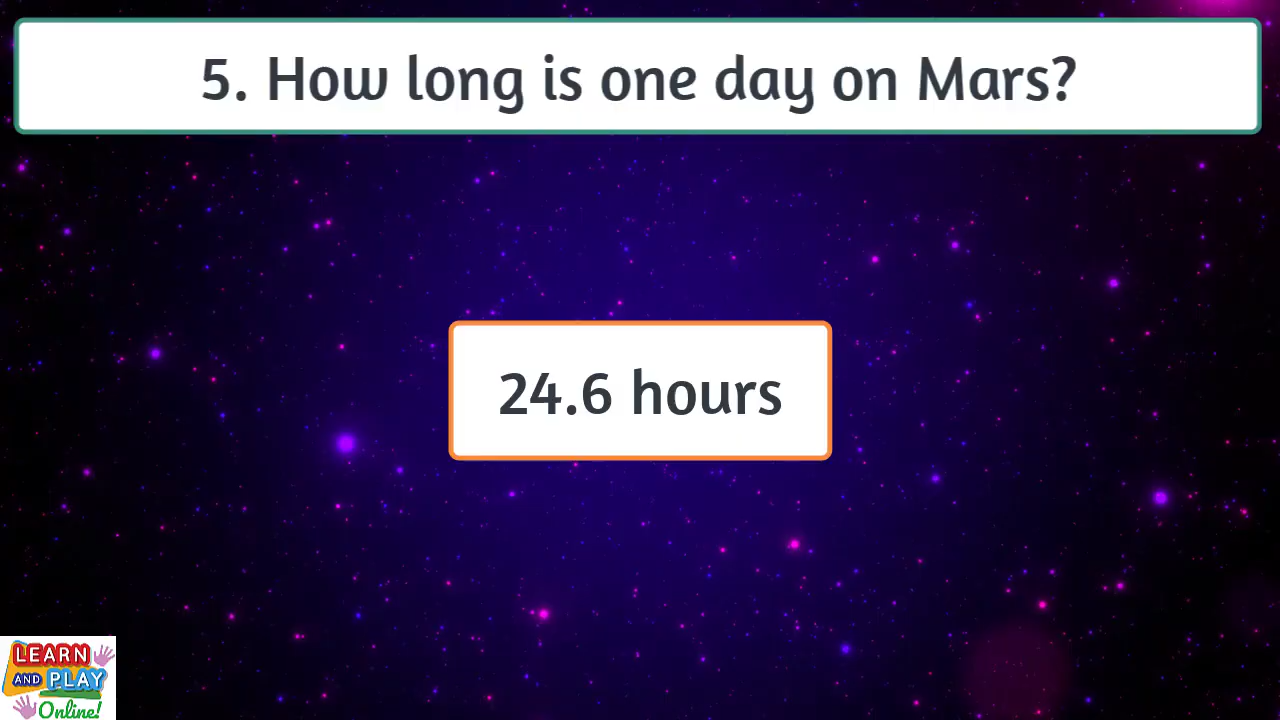 5. How long is one day on Mars?
24.6 hours
LEARN
AND PLAY
Online!